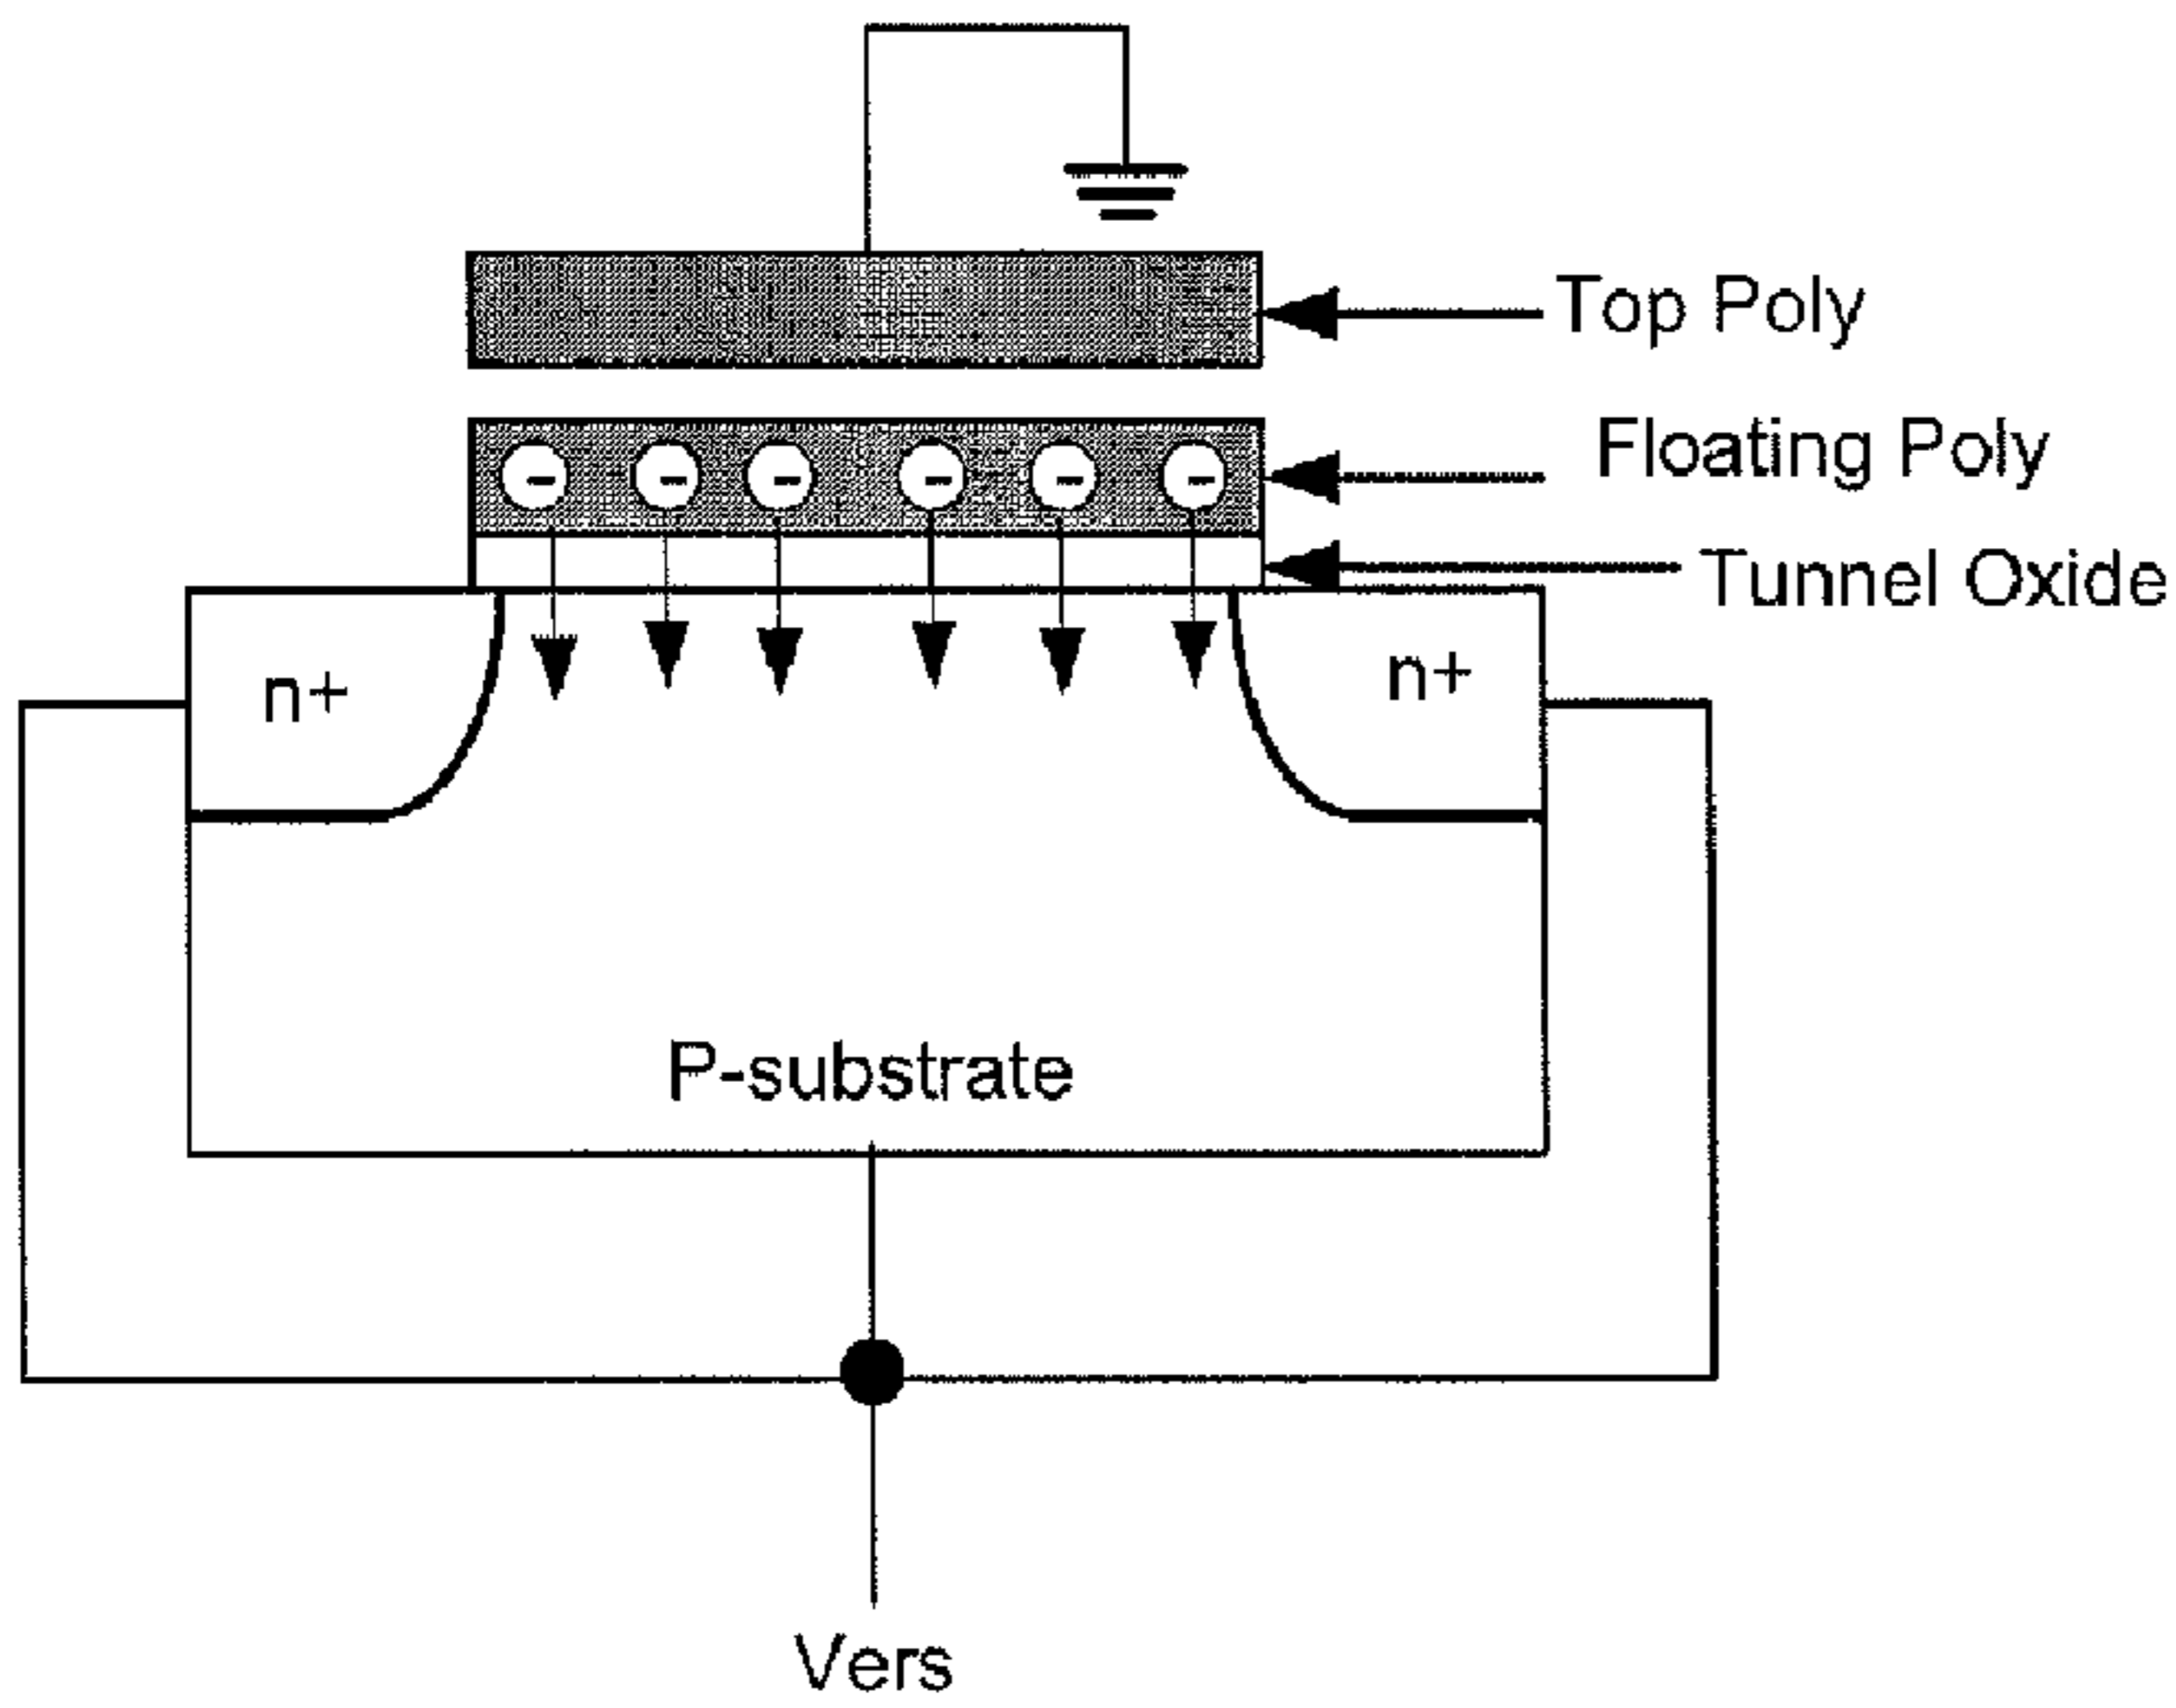 Top Poly
Floating Poly
Tunnel Oxide
n+
n+
P-substrate
Vers